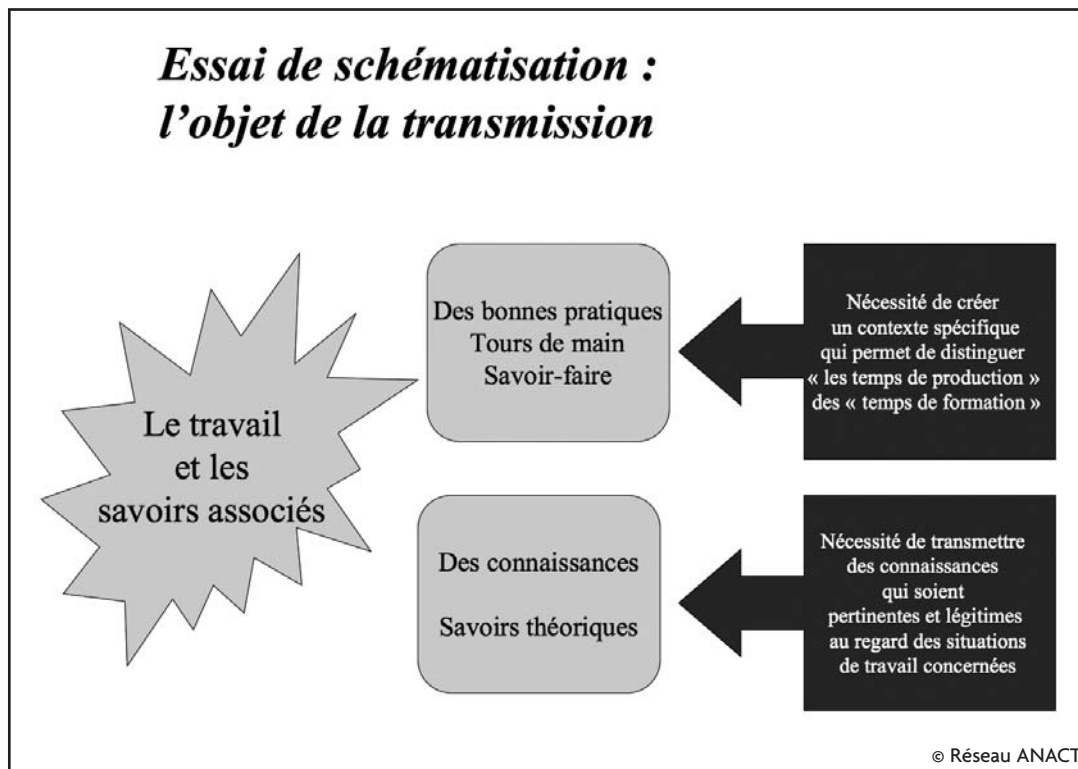 Essai de schématisation :
l’objet de la transmission
Le travail
et les
savoirs associés
Des bonnes pratiques
Tours de main
Savoir-faire
Nécessité de créer
un contexte spécifique
qui permet de distinguer
« les temps de production »
des « temps de formation »
Des connaissances
Savoirs théoriques
Nécessité de transmettre
des connaissances
qui soient
pertinentes et légitimes
au regard des situations
de travail concernées
© Réseau ANACT